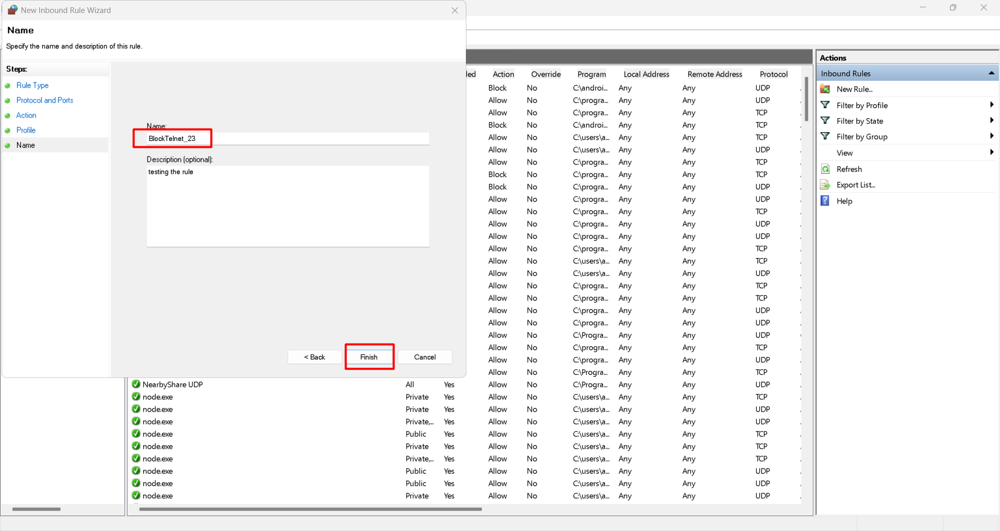 New Inbound Rule Wizard
Name
Specify the name and description of this rule.
Steps:
Rule Type
Protocol and Ports
Action
Profile
Name
Name:
BlockTelnet_23
Description (optional):
testing the rule
< Back Finish Cancel
Action Override Program Local Address Remote Address Protocol
Block No C:\androi... Any Any UDP
Allow No C:\progra... Any Any UDP
Allow No C:\progra... Any Any TCP
Block No C:\androi... Any Any TCP
Allow No C:\users\a... Any Any TCP
Allow No C:\users\a... Any Any UDP
Allow No C:\progra... Any Any TCP
Block No C:\progra... Any Any TCP
Block No C:\progra... Any Any UDP
Allow No C:\progra... Any Any UDP
Allow No C:\progra... Any Any TCP
Allow No C:\progra... Any Any UDP
Allow No C:\progra... Any Any UDP
Allow No C:\progra... Any Any TCP
Allow No C:\users\a... Any Any TCP
Allow No C:\users\a... Any Any UDP
Allow No C:\progra... Any Any TCP
Allow No C:\progra... Any Any TCP
Allow No C:\progra... Any Any UDP
Allow No C:\progra... Any Any UDP
Allow No C:\Progra... Any Any UDP
Allow No C:\progra... Any Any TCP
Allow No C:\progra... Any Any UDP
Allow No C:\Progra... Any Any TCP
NearbyShare UDP All Yes Allow No C:\Progra... Any Any UDP
node.exe Private Yes Allow No C:\users\a... Any Any TCP
node.exe Private Yes Allow No C:\users\a... Any Any UDP
node.exe Private,... Yes Allow No C:\users\a... Any Any UDP
node.exe Public Yes Allow No C:\users\a... Any Any TCP
node.exe Private Yes Allow No C:\users\a... Any Any TCP
node.exe Private,... Yes Allow No C:\users\a... Any Any TCP
node.exe Public Yes Allow No C:\users\a... Any Any UDP
node.exe Public Yes Allow No C:\users\a... Any Any UDP
node.exe Private Yes Allow No C:\users\a... Any Any UDP
Actions
Inbound Rules
New Rule...
Filter by Profile
Filter by State
Filter by Group
View
Refresh
Export List...
Help